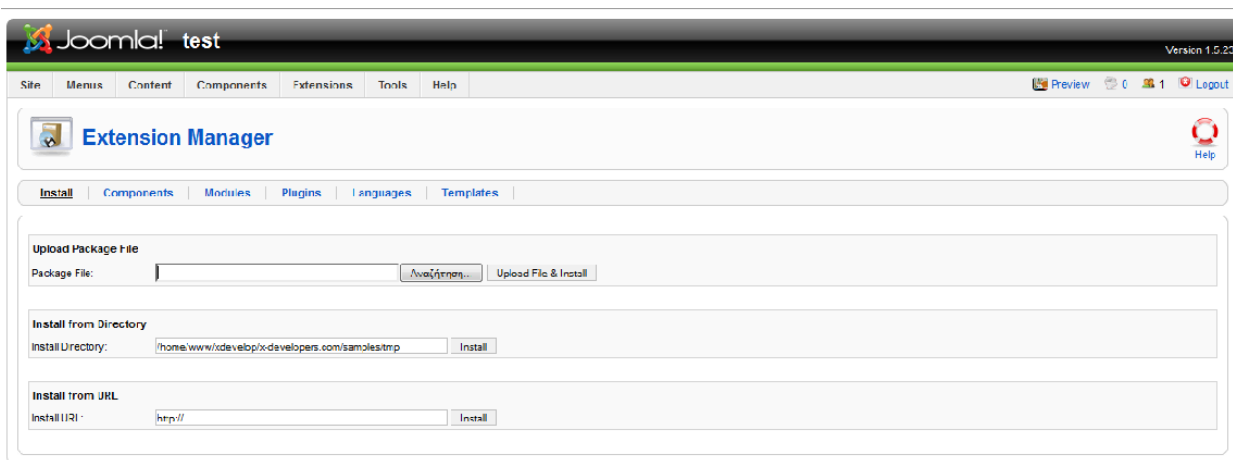 Joomla! test
Version 1.5.23
Site Menus Content Components Extensions Tools Help Preview 0 1 Logout
Extension Manager
Help
Install Components Modules Plugins Languages Templates
Upload Package File
Package File: Αναζήτηση... Upload File & Install
Install from Directory
Install Directory: /home/www/xdevelop/x-developers.com/samples/tmp Install
Install from URL
Install URL: http:// Install